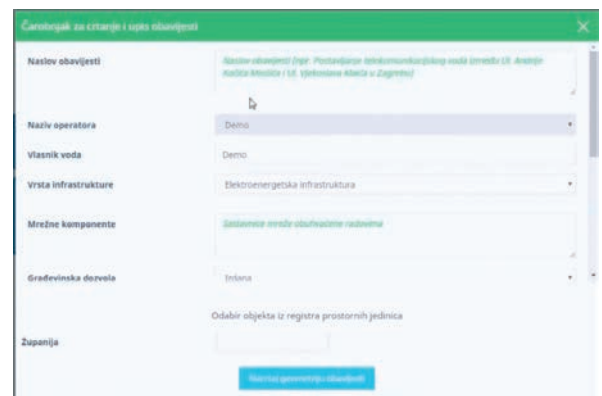 Čarobnjak za crtanje i upis obavijesti
Naslov obavijesti
Naslov obavijesti (npr. Postavljanje telekomunikacijskog voda između Ul. Andrije
Kačića Miošića i Ul. Vjekoslava Klaića u Zagrebu)
Naziv operatora
Demo
Vlasnik voda
Demo
Vrsta infrastrukture
Elektroenergetska infrastruktura
Mrežne komponente
Sastavnice mreže obuhvaćene radovima
Građevinska dozvola
Izdana
Odabir objekta iz registra prostornih jedinica
Županija
Nacrtaj geometriju obavijesti